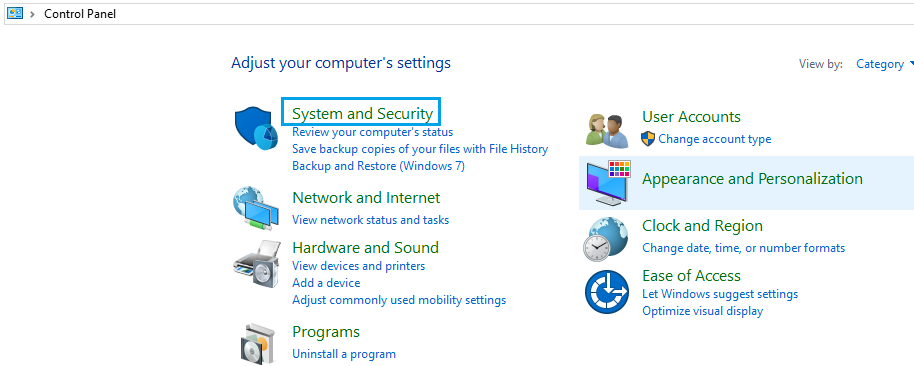 Control Panel
Adjust your computer's settings
View by: Category
System and Security
Review your computer's status
Save backup copies of your files with File History
Backup and Restore (Windows 7)
Network and Internet
View network status and tasks
Hardware and Sound
View devices and printers
Add a device
Adjust commonly used mobility settings
Programs
Uninstall a program
User Accounts
Change account type
Appearance and Personalization
Clock and Region
Change date, time, or number formats
Ease of Access
Let Windows suggest settings
Optimize visual display